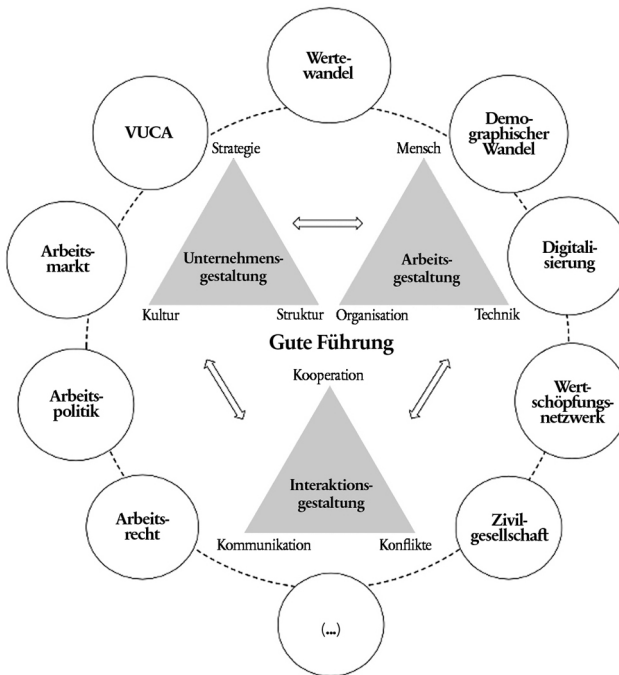 Werte-
wandel
VUCA
Demo-
graphischer
Wandel
Strategie
Mensch
Arbeits-
markt
Unternehmens-
gestaltung
Arbeits-
gestaltung
Digitali-
sierung
Kultur
Struktur
Organisation
Technik
Gute Führung
Kooperation
Arbeits-
politik
Wert-
schöpfungs-
netzwerk
Interaktions-
gestaltung
Arbeits-
recht
Zivil-
gesellschaft
Kommunikation
Konflikte
(...)